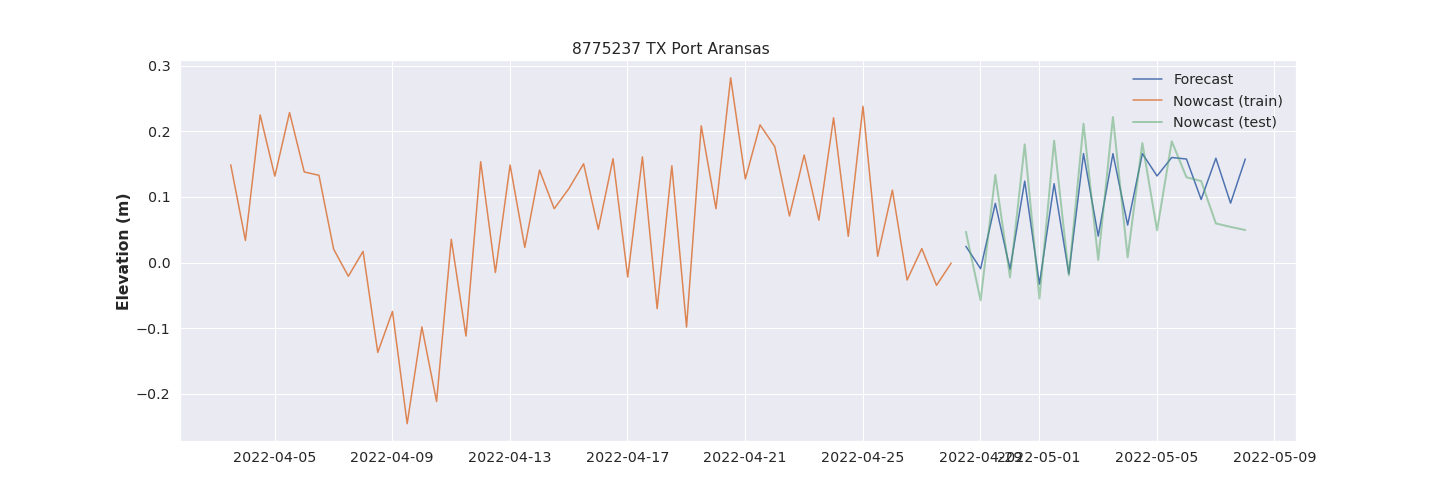 8775237 TX Port Aransas
Elevation (m)
0.3
0.2
0.1
0.0
−0.1
−0.2
Forecast
Nowcast (train)
Nowcast (test)
2022-04-05 2022-04-09 2022-04-13 2022-04-17 2022-04-21 2022-04-25 2022-04-29 2022-05-01 2022-05-05 2022-05-09